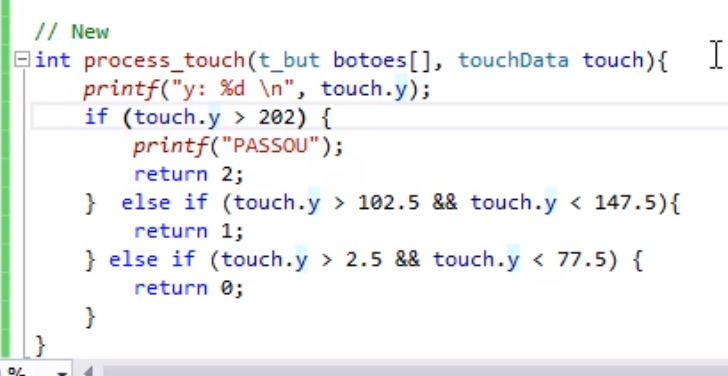 // New
int process_touch(t_but botoes[], touchData touch){
    printf("y: %d \n", touch.y);
    if (touch.y > 202) {
        printf("PASSOU");
        return 2;
    }  else if (touch.y > 102.5 && touch.y < 147.5){
        return 1;
    } else if (touch.y > 2.5 && touch.y < 77.5) {
        return 0;
    }
}
%